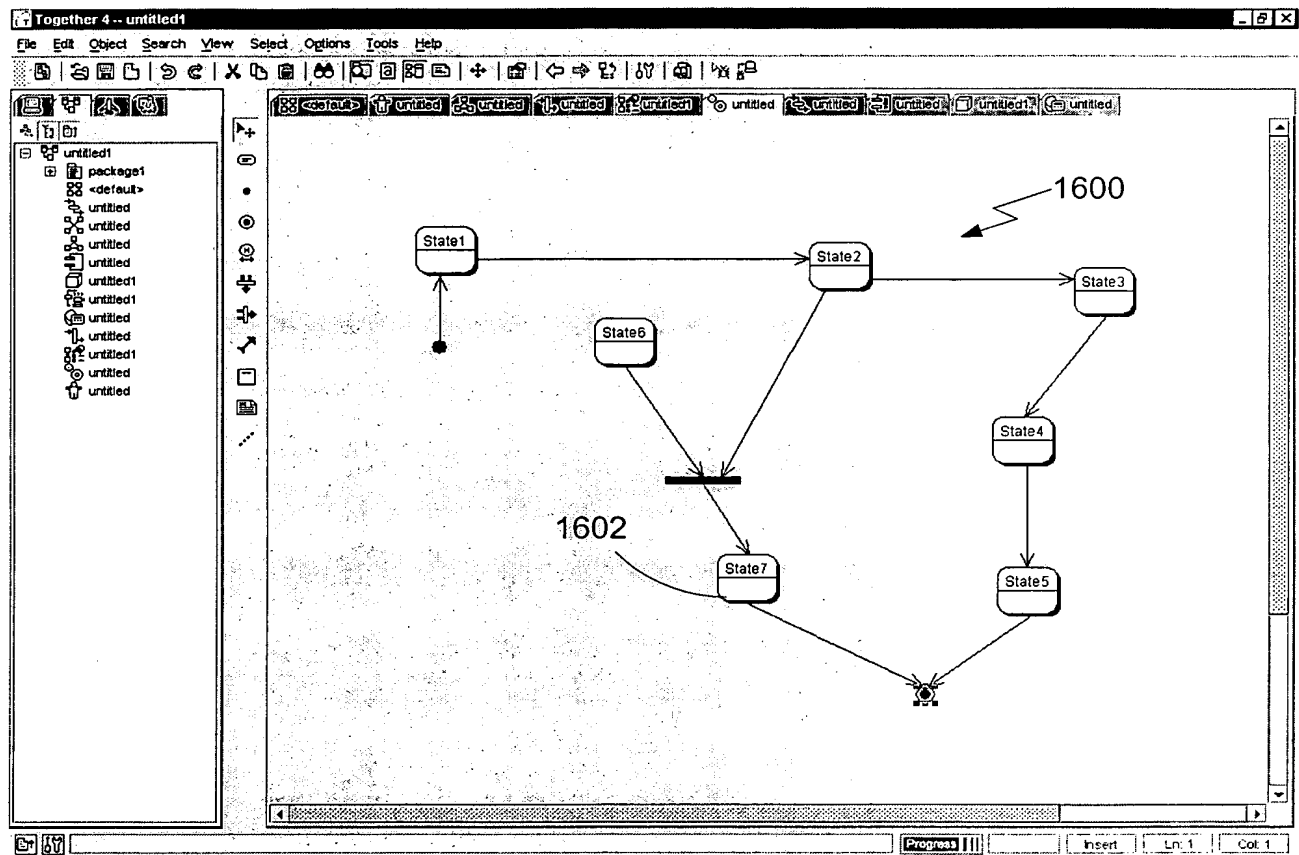 Together 4 -- untitled1
File Edit Object Search View Select Options Tools Help
<default> untitled untitled untitled untitled1 untitled untitled untitled untitled1 untitled
untitled1
package1
<default>
untitled
untitled
untitled
untitled
untitled1
untitled1
untitled
untitled
untitled1
untitled
untitled
1600
State1
State2
State3
State6
State4
1602
State7
State5
Progress Insert Ln: 1 Col: 1